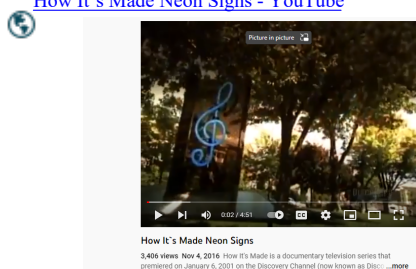 How It's Made Neon Signs - YouTube
Picture in picture
0:02 / 4:51
CC
How It`s Made Neon Signs
3,406 views Nov 4, 2016 How It's Made is a documentary television series that
premiered on January 6, 2001 on the Discovery Channel (now known as Disco ...more